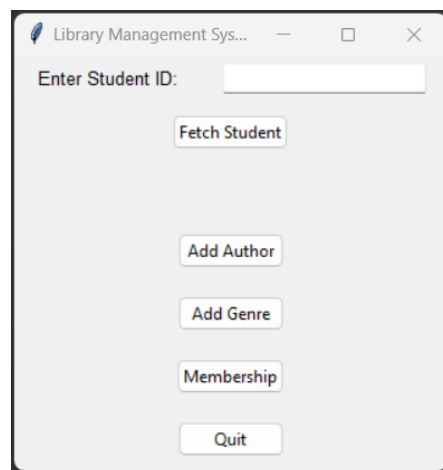 Library Management Sys...
Enter Student ID:
Fetch Student
Add Author
Add Genre
Membership
Quit